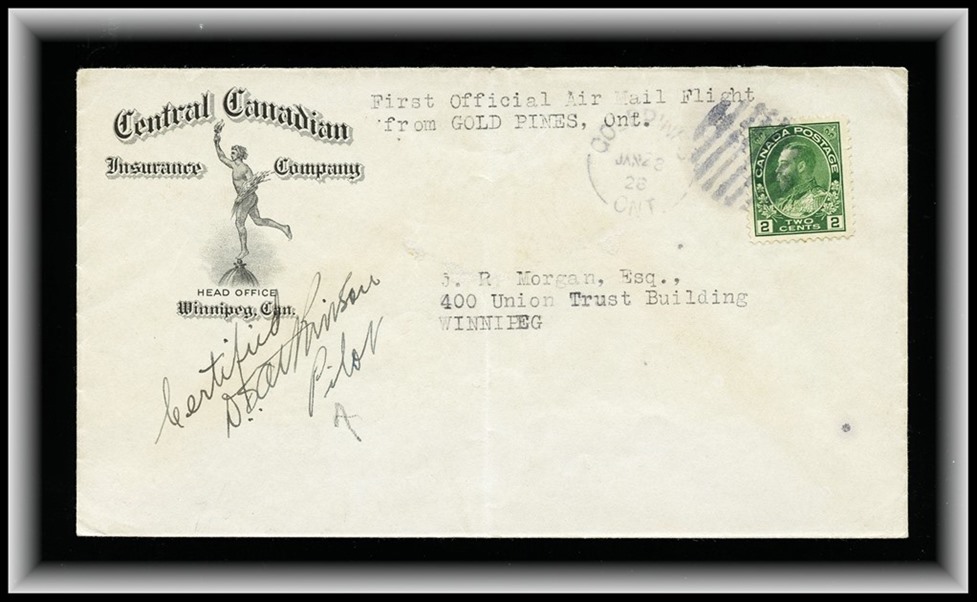 Central Canadian
Insurance Company
HEAD OFFICE
Winnipeg, Can.
First Official Air Mail Flight
from GOLD PINES, Ont.
JAN 28
28
ONT.
CANADA POSTAGE
2 TWO CENTS 2
J. R. Morgan, Esq.,
400 Union Trust Building
WINNIPEG
Certified
Pilot
A